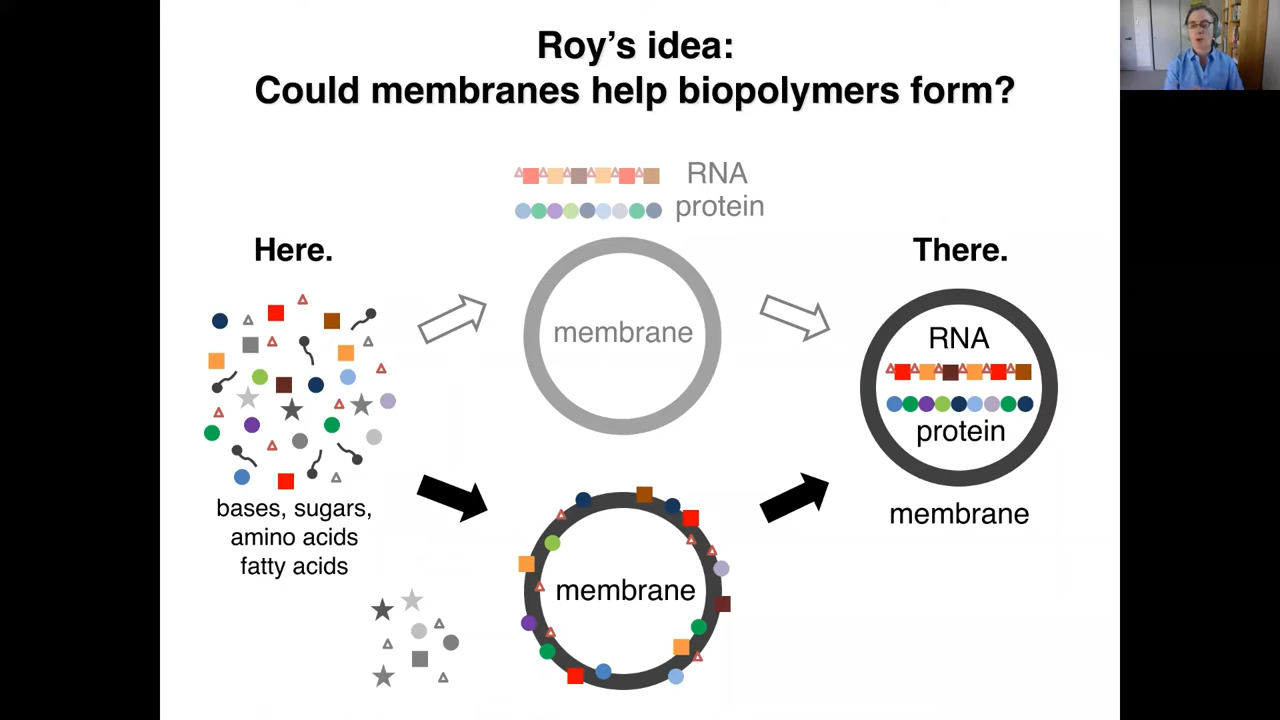 Roy's idea:
Could membranes help biopolymers form?
RNA
protein
Here.
There.
membrane
RNA
protein
membrane
bases, sugars,
amino acids
fatty acids
membrane